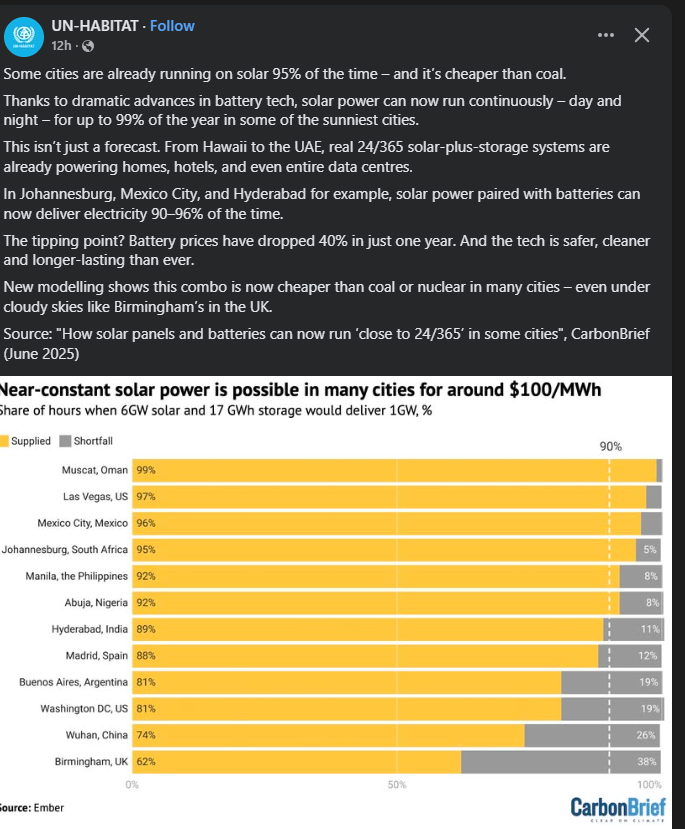 UN-HABITAT · Follow
12h ·
Some cities are already running on solar 95% of the time – and it's cheaper than coal.
Thanks to dramatic advances in battery tech, solar power can now run continuously – day and
night – for up to 99% of the year in some of the sunniest cities.
This isn't just a forecast. From Hawaii to the UAE, real 24/365 solar-plus-storage systems are
already powering homes, hotels, and even entire data centres.
In Johannesburg, Mexico City, and Hyderabad for example, solar power paired with batteries can
now deliver electricity 90–96% of the time.
The tipping point? Battery prices have dropped 40% in just one year. And the tech is safer, cleaner
and longer-lasting than ever.
New modelling shows this combo is now cheaper than coal or nuclear in many cities – even under
cloudy skies like Birmingham's in the UK.
Source: "How solar panels and batteries can now run 'close to 24/365' in some cities", CarbonBrief
(June 2025)
Near-constant solar power is possible in many cities for around $100/MWh
Share of hours when 6GW solar and 17 GWh storage would deliver 1GW, %
Supplied Shortfall
90%
Muscat, Oman 99%
Las Vegas, US 97%
Mexico City, Mexico 96%
Johannesburg, South Africa 95% 5%
Manila, the Philippines 92% 8%
Abuja, Nigeria 92% 8%
Hyderabad, India 89% 11%
Madrid, Spain 88% 12%
Buenos Aires, Argentina 81% 19%
Washington DC, US 81% 19%
Wuhan, China 74% 26%
Birmingham, UK 62% 38%
0% 50% 100%
Source: Ember
CarbonBrief
CLEAR ON CLIMATE